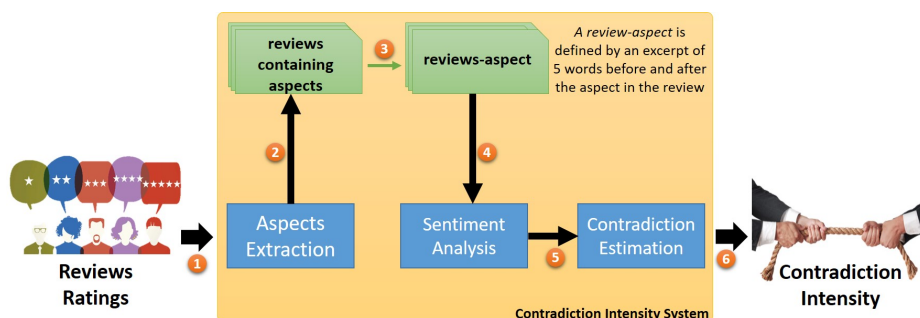 reviews
containing
aspects
3
reviews-aspect
A review-aspect is
defined by an excerpt of
5 words before and after
the aspect in the review
2
4
Aspects
Extraction
Sentiment
Analysis
Contradiction
Estimation
1
5
6
Reviews
Ratings
Contradiction
Intensity
Contradiction Intensity System